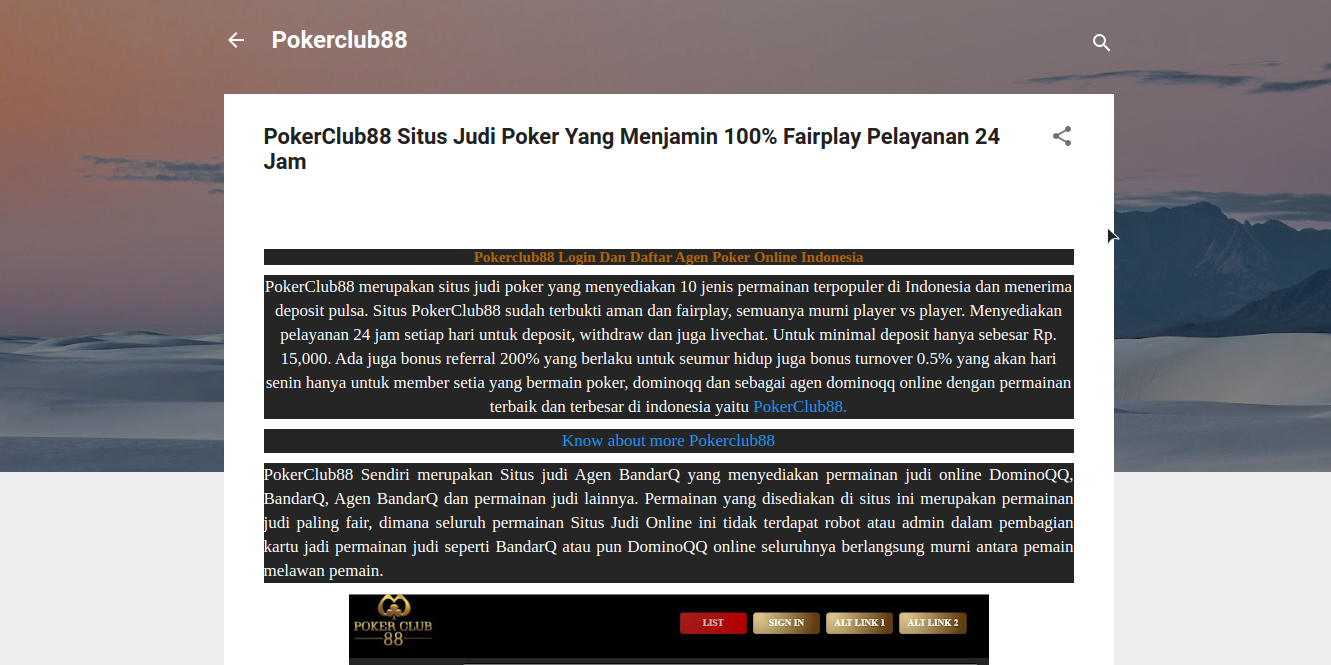 Pokerclub88
PokerClub88 Situs Judi Poker Yang Menjamin 100% Fairplay Pelayanan 24
Jam
Pokerclub88 Login Dan Daftar Agen Poker Online Indonesia
PokerClub88 merupakan situs judi poker yang menyediakan 10 jenis permainan terpopuler di Indonesia dan menerima
deposit pulsa. Situs PokerClub88 sudah terbukti aman dan fairplay, semuanya murni player vs player. Menyediakan
pelayanan 24 jam setiap hari untuk deposit, withdraw dan juga livechat. Untuk minimal deposit hanya sebesar Rp.
15,000. Ada juga bonus referral 200% yang berlaku untuk seumur hidup juga bonus turnover 0.5% yang akan hari
senin hanya untuk member setia yang bermain poker, dominoqq dan sebagai agen dominoqq online dengan permainan
terbaik dan terbesar di indonesia yaitu PokerClub88.
Know about more Pokerclub88
PokerClub88 Sendiri merupakan Situs judi Agen BandarQ yang menyediakan permainan judi online DominoQQ,
BandarQ, Agen BandarQ dan permainan judi lainnya. Permainan yang disediakan di situs ini merupakan permainan
judi paling fair, dimana seluruh permainan Situs Judi Online ini tidak terdapat robot atau admin dalam pembagian
kartu jadi permainan judi seperti BandarQ atau pun DominoQQ online seluruhnya berlangsung murni antara pemain
melawan pemain.
POKER CLUB
88
LIST SIGN IN ALT LINK 1 ALT LINK 2